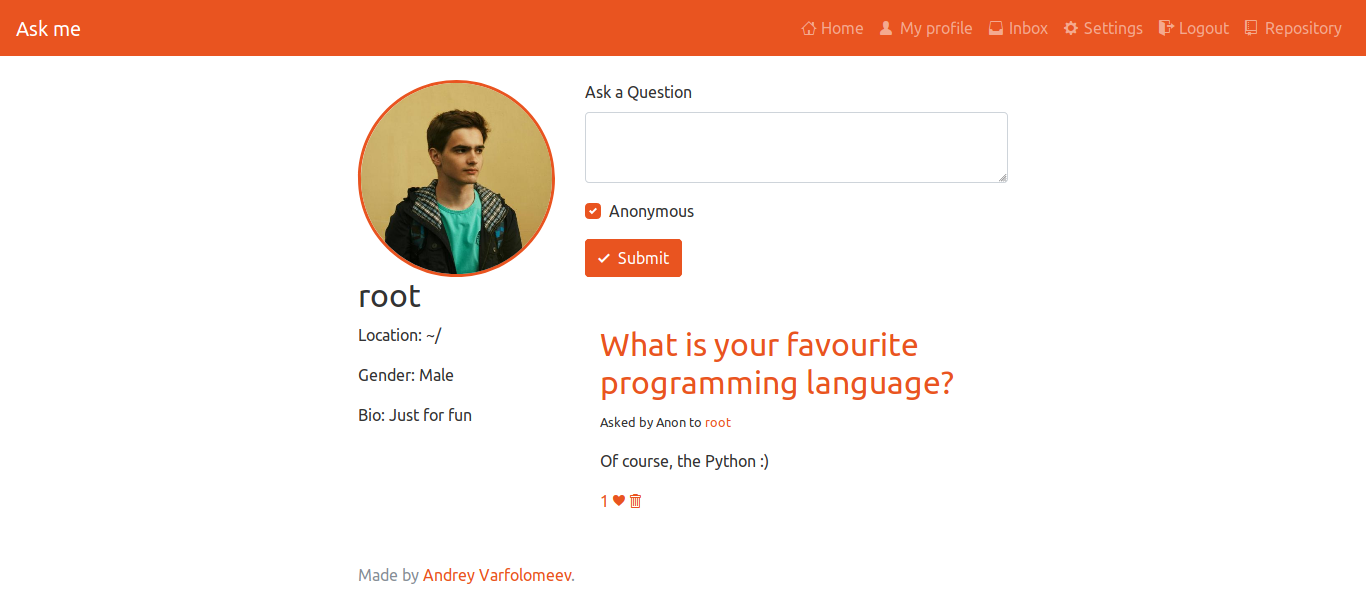 Ask me
Home My profile Inbox Settings Logout Repository
Ask a Question
Anonymous
Submit
root
Location: ~/
Gender: Male
Bio: Just for fun
What is your favourite
programming language?
Asked by Anon to root
Of course, the Python :)
1
Made by Andrey Varfolomeev.